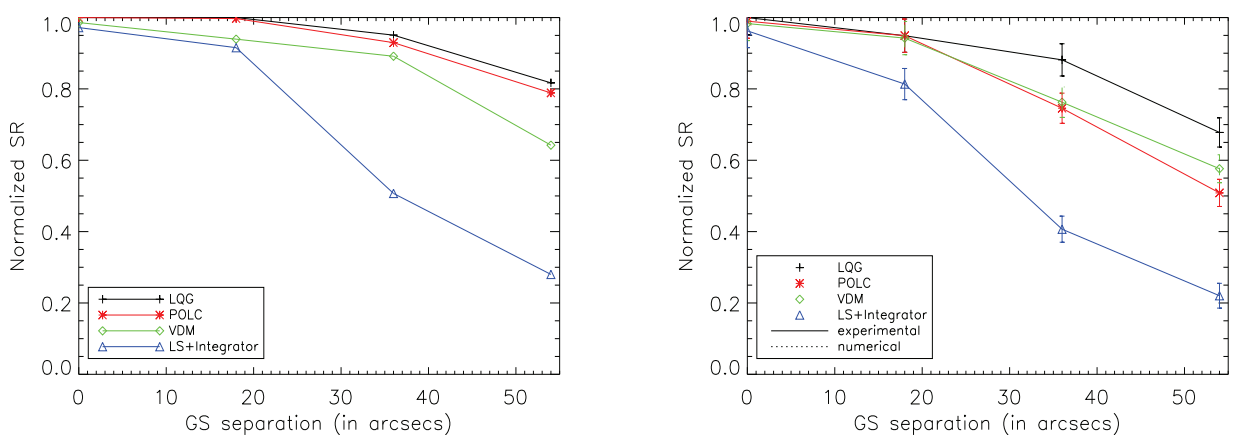 1.0
0.8
0.6
0.4
0.2
0.0
Normalized SR
LQG
POLC
VDM
LS+Integrator
0 10 20 30 40 50
GS separation (in arcsecs)
1.0
0.8
0.6
0.4
0.2
0.0
Normalized SR
LQG
POLC
VDM
LS+Integrator
experimental
numerical
0 10 20 30 40 50
GS separation (in arcsecs)